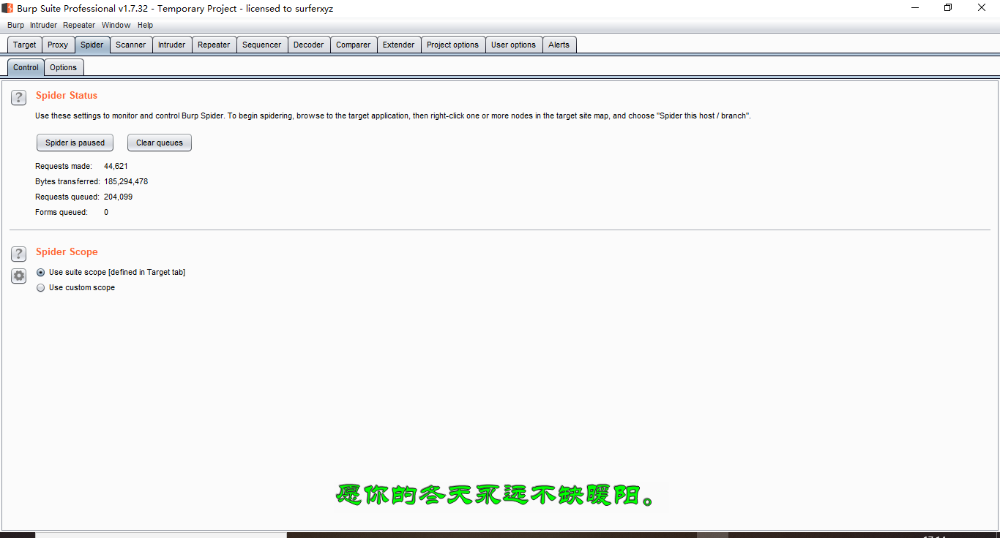 Burp Suite Professional v1.7.32 - Temporary Project - licensed to surferxyz
Burp Intruder Repeater Window Help
Target Proxy Spider Scanner Intruder Repeater Sequencer Decoder Comparer Extender Project options User options Alerts
Control Options
? Spider Status
Use these settings to monitor and control Burp Spider. To begin spidering, browse to the target application, then right-click one or more nodes in the target site map, and choose "Spider this host / branch".
Spider is paused Clear queues
Requests made: 44,621
Bytes transferred: 185,294,478
Requests queued: 204,099
Forms queued: 0
? Spider Scope
Use suite scope [defined in Target tab]
Use custom scope
愿你的冬天永远不缺暖阳。